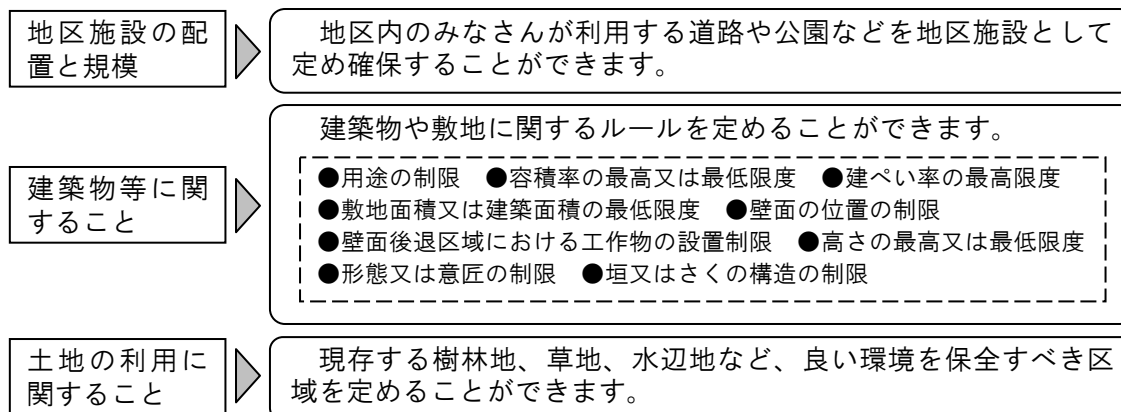 地区施設の配
置と規模
地区内のみなさんが利用する道路や公園などを地区施設として
定め確保することができます。
建築物等に関
すること
建築物や敷地に関するルールを定めることができます。
●用途の制限 ●容積率の最高又は最低限度 ●建ぺい率の最高限度
●敷地面積又は建築面積の最低限度 ●壁面の位置の制限
●壁面後退区域における工作物の設置制限 ●高さの最高又は最低限度
●形態又は意匠の制限 ●垣又はさくの構造の制限
土地の利用に
関すること
現存する樹林地、草地、水辺地など、良い環境を保全すべき区
域を定めることができます。